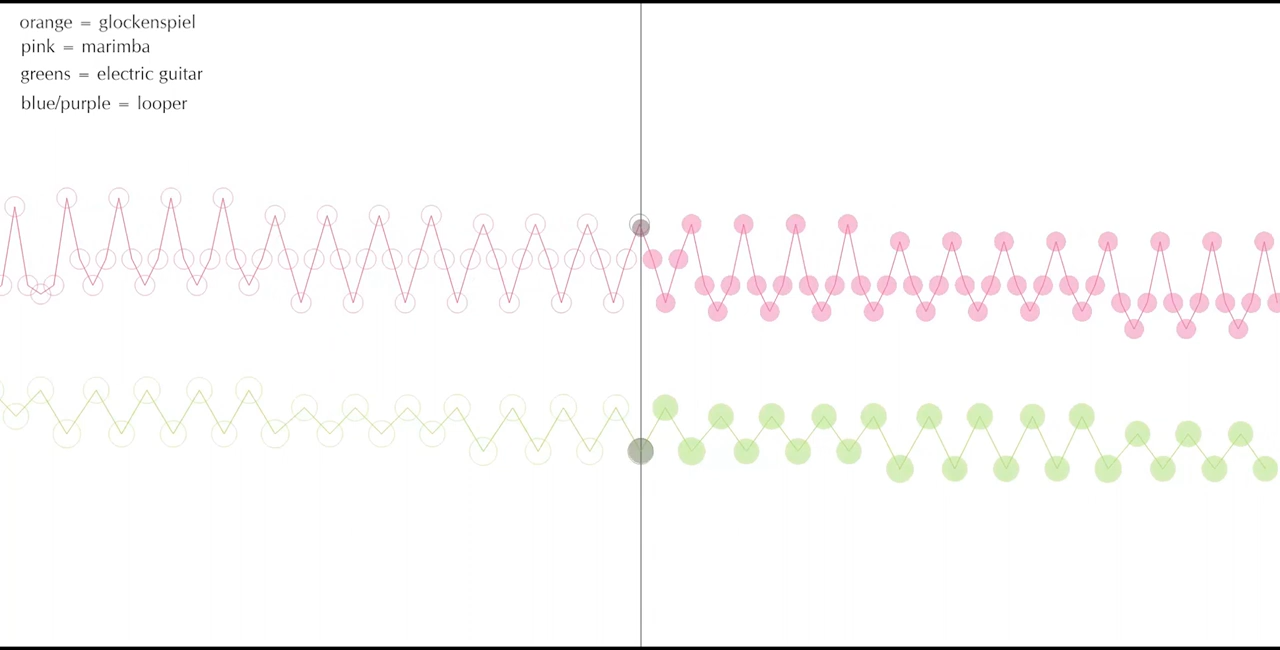 orange = glockenspiel
pink = marimba
greens = electric guitar
blue/purple = looper